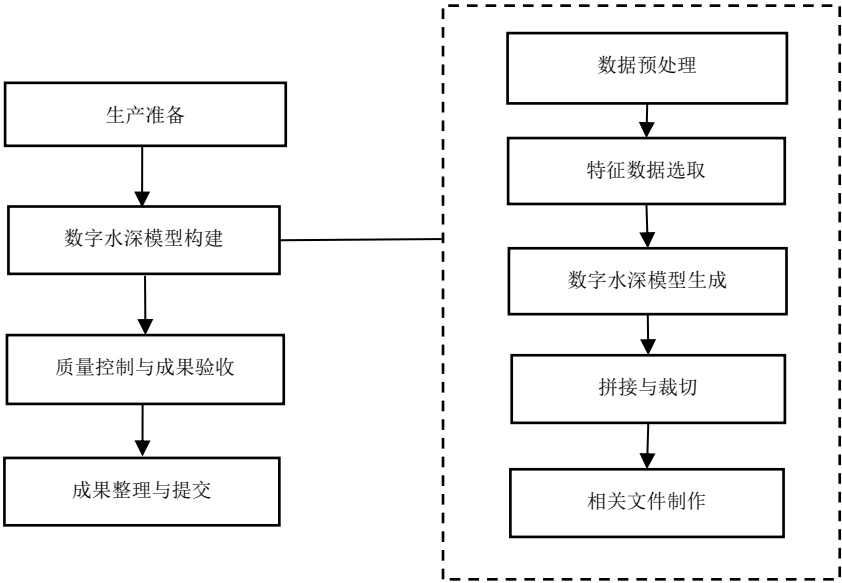 生产准备
数字水深模型构建
质量控制与成果验收
成果整理与提交
数据预处理
特征数据选取
数字水深模型生成
拼接与裁切
相关文件制作